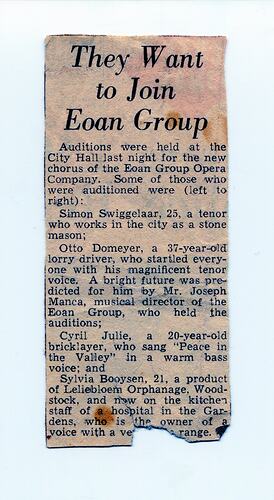 They Want
to Join
Eoan Group
Auditions were held at the
City Hall last night for the new
chorus of the Eoan Group Opera
Company. Some of those who
were auditioned were (left to
right):
Simon Swiggelaar, 25, a tenor
who works in the city as a stone
mason;
Otto Domeyer, a 37-year-old
lorry driver, who startled every-
one with his magnificent tenor
voice. A bright future was pre-
dicted for him by Mr. Joseph
Manca, musical director of the
Eoan Group, who held the
auditions;
Cyril Julie, a 20-year-old
bricklayer, who sang "Peace in
the Valley" in a warm bass
voice; and
Sylvia Booysen, 21, a product
of Leliebloem Orphanage, Wood-
stock, and now on the kitchen
staff of a hospital in the Gar-
dens, who is the owner of a
voice with a ve range.